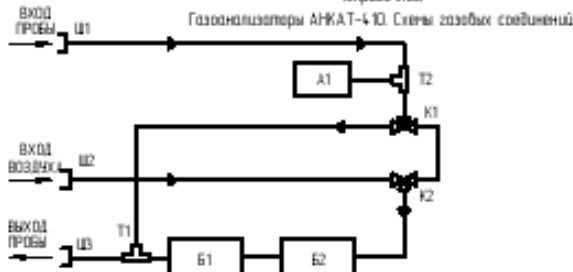 Газоанализаторы АНКАТ-410. Схемы газовых соединений
ВХОД
ПРОБЫ
Ш1
А1
Т2
К1
ВХОД
ВОЗДУХА
Ш2
К2
ВЫХОД
ПРОБЫ
Ш3
Т1
Б1
Б2